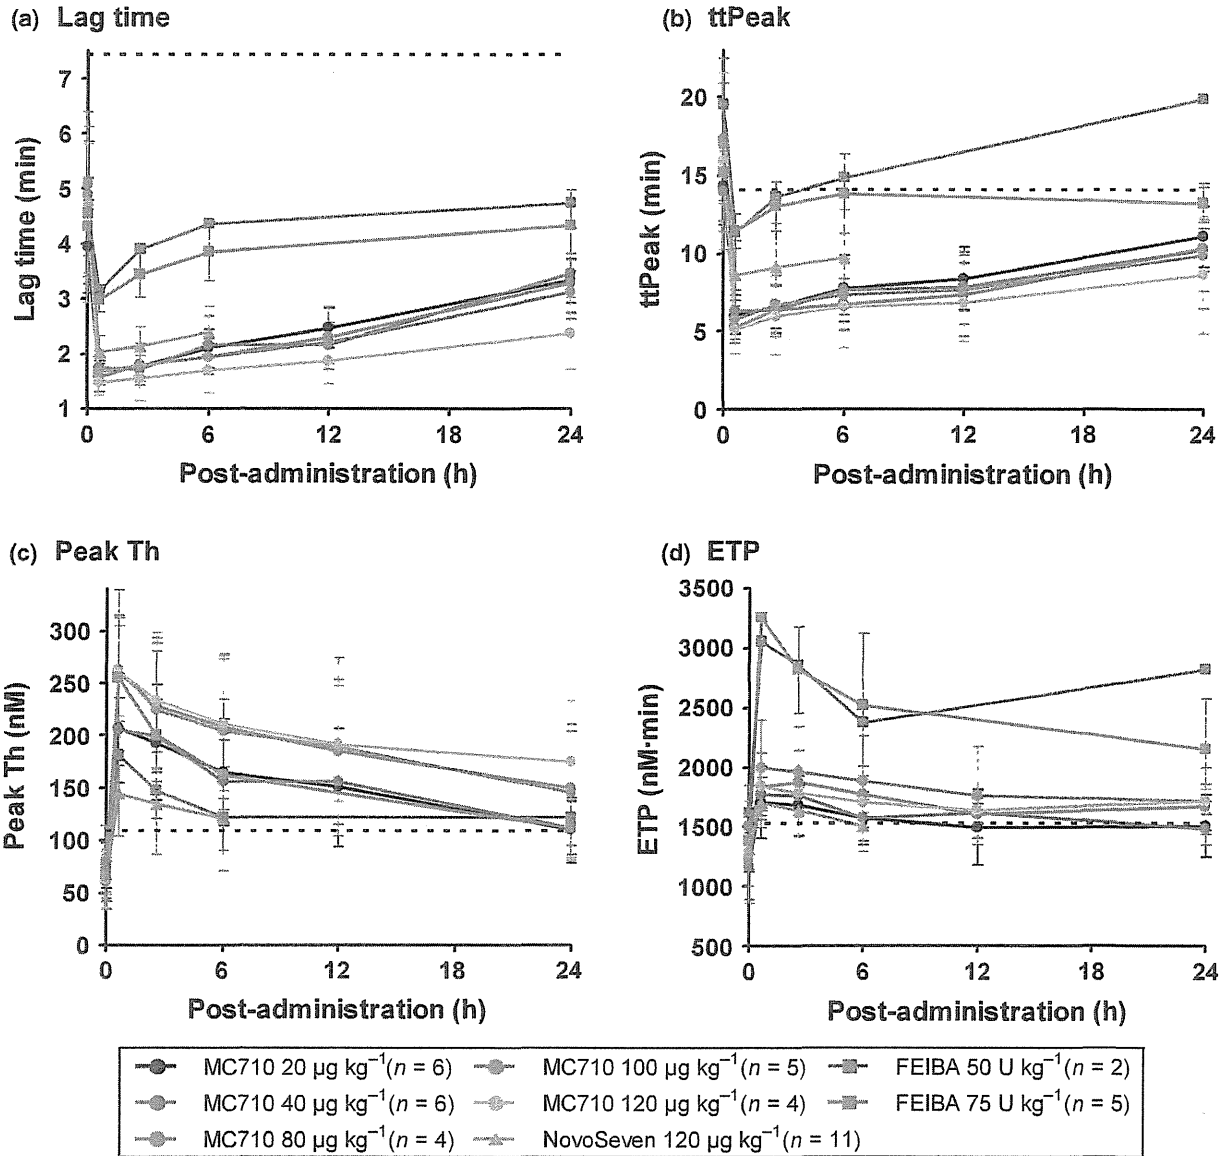 (a) Lag time
7
6
5
4
3
2
1
Lag time (min)
0 6 12 18 24
Post-administration (h)
(b) ttPeak
20
15
10
5
0
ttPeak (min)
0 6 12 18 24
Post-administration (h)
(c) Peak Th
300
250
200
150
100
50
0
Peak Th (nM)
0 6 12 18 24
Post-administration (h)
(d) ETP
3500
3000
2500
2000
1500
1000
500
ETP (nM·min)
0 6 12 18 24
Post-administration (h)
MC710 20 µg kg⁻¹(n = 6) MC710 100 µg kg⁻¹(n = 5) FEIBA 50 U kg⁻¹(n = 2)
MC710 40 µg kg⁻¹(n = 6) MC710 120 µg kg⁻¹(n = 4) FEIBA 75 U kg⁻¹(n = 5)
MC710 80 µg kg⁻¹(n = 4) NovoSeven 120 µg kg⁻¹(n = 11)